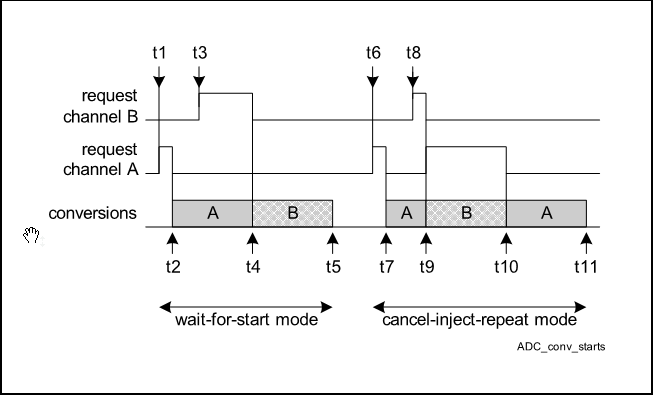 t1 t3 t6 t8
request
channel B
request
channel A
conversions A B A B A
t2 t4 t5 t7 t9 t10 t11
wait-for-start mode cancel-inject-repeat mode
ADC_conv_starts